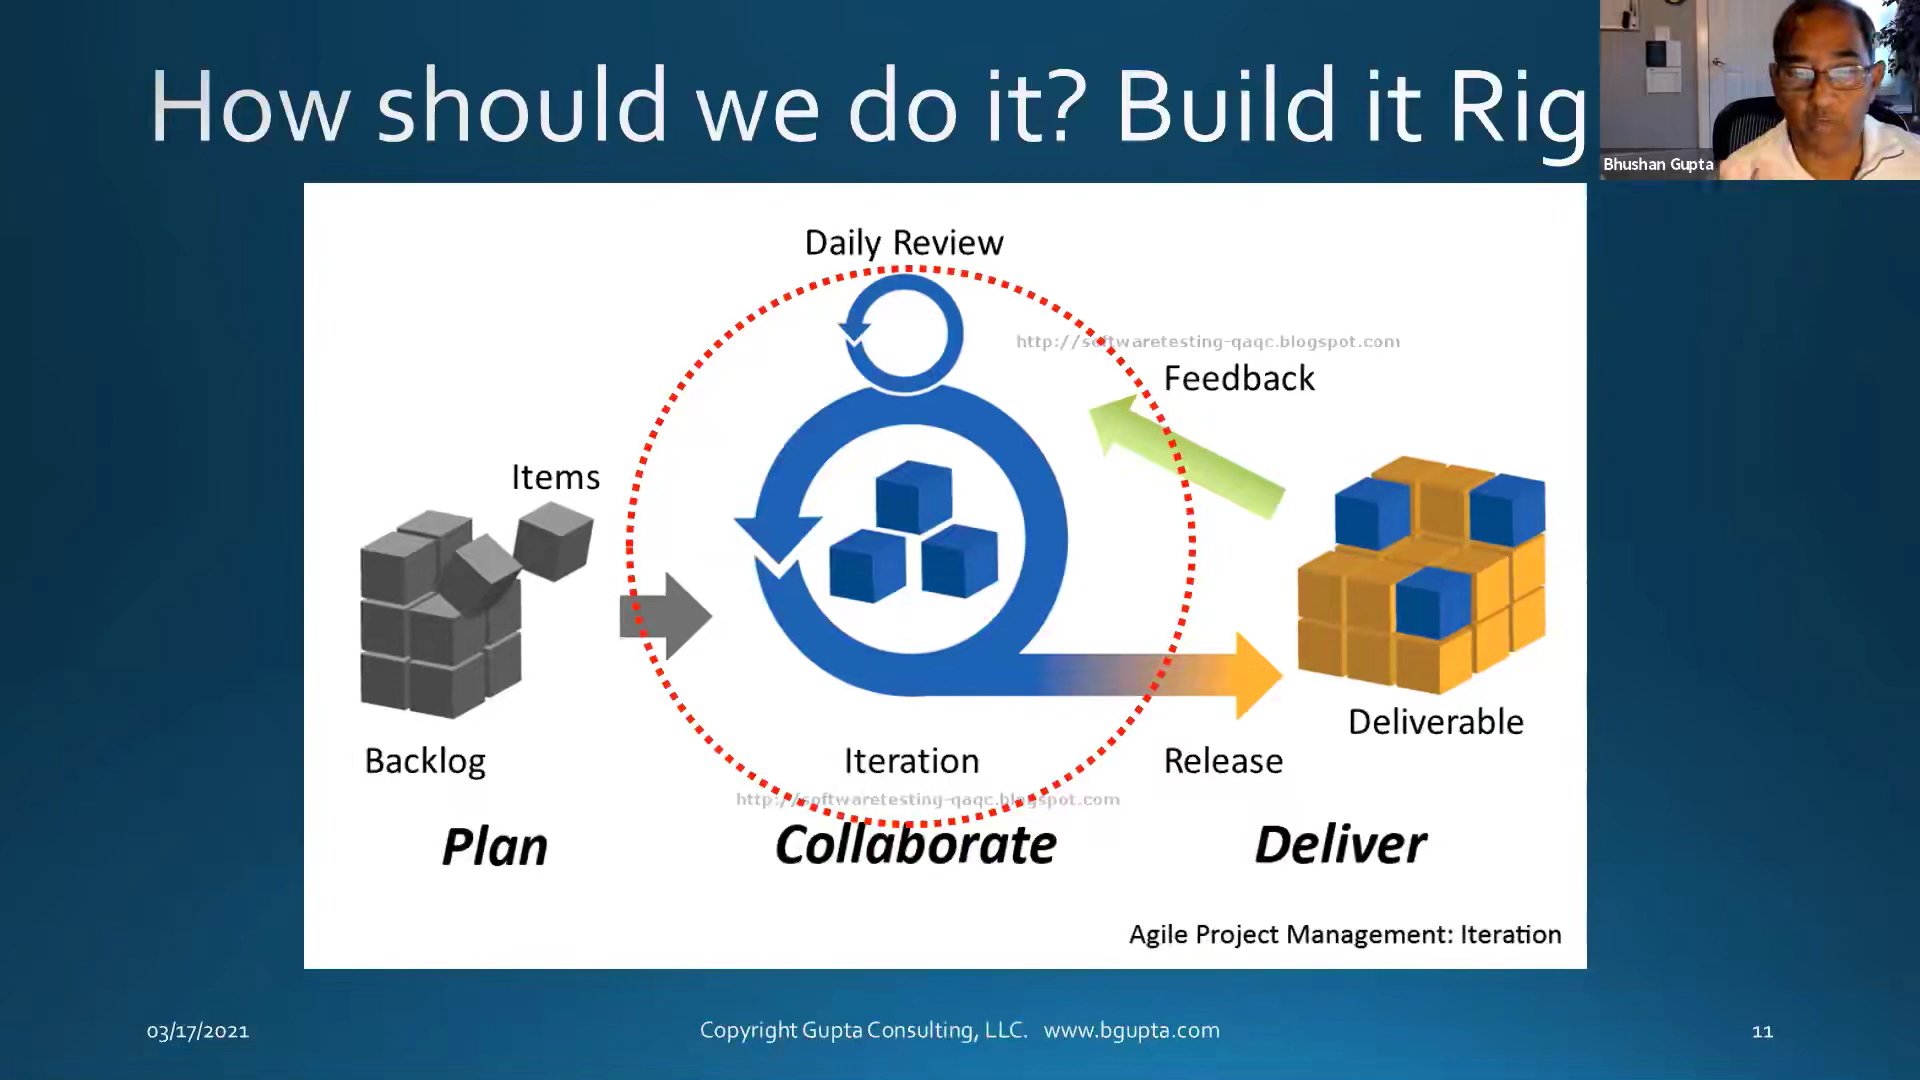 How should we do it? Build it Rig
Bhushan Gupta
Daily Review
http://softwaretesting-qaqc.blogspot.com
Feedback
Items
Deliverable
Backlog
Iteration
Release
http://softwaretesting-qaqc.blogspot.com
Plan
Collaborate
Deliver
Agile Project Management: Iteration
03/17/2021
Copyright Gupta Consulting, LLC. www.bgupta.com
11